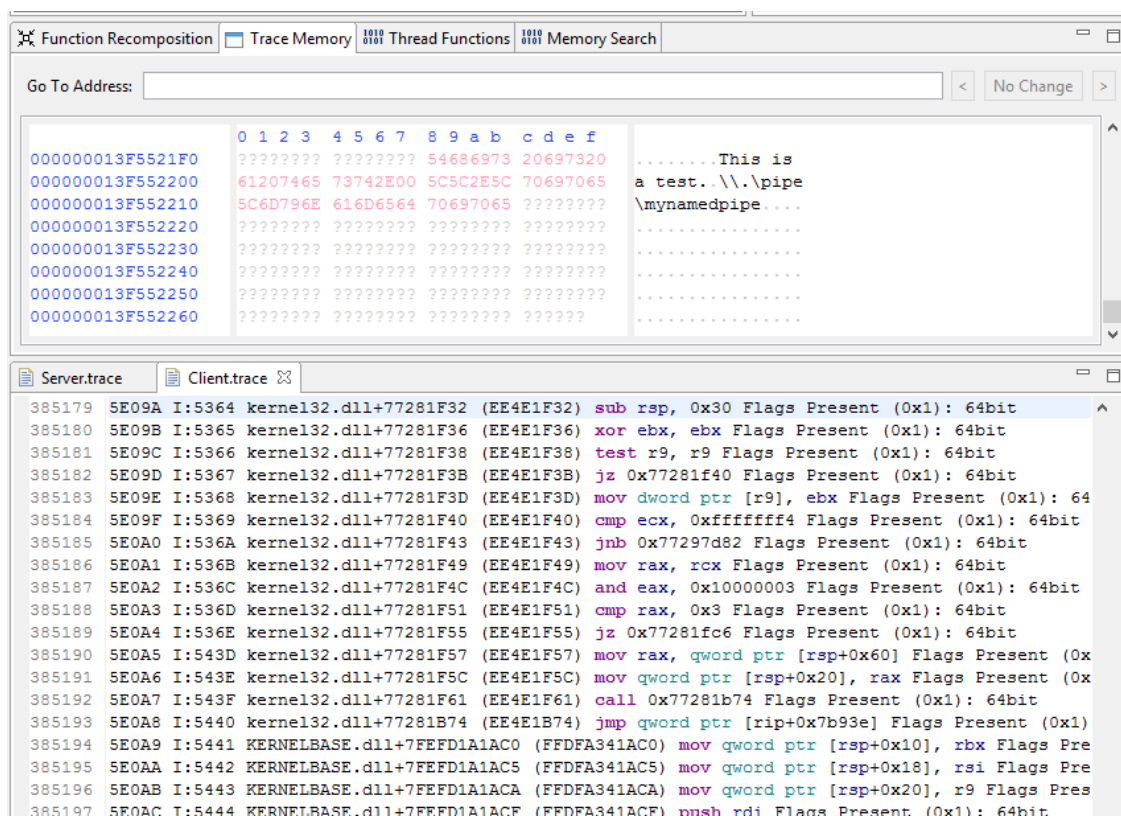 Function Recomposition Trace Memory Thread Functions Memory Search
Go To Address: < No Change >
0 1 2 3 4 5 6 7 8 9 a b c d e f
000000013F5521F0 ???????? ???????? 54686973 20697320 ........This is
000000013F552200 61207465 73742E00 5C5C2E5C 70697065 a test..\\.\pipe
000000013F552210 5C6D796E 616D6564 70697065 ???????? \mynamedpipe....
000000013F552220 ???????? ???????? ???????? ???????? ................
000000013F552230 ???????? ???????? ???????? ???????? ................
000000013F552240 ???????? ???????? ???????? ???????? ................
000000013F552250 ???????? ???????? ???????? ???????? ................
000000013F552260 ???????? ???????? ???????? ?????? ................
Server.trace Client.trace
385179 5E09A I:5364 kernel32.dll+77281F32 (EE4E1F32) sub rsp, 0x30 Flags Present (0x1): 64bit
385180 5E09B I:5365 kernel32.dll+77281F36 (EE4E1F36) xor ebx, ebx Flags Present (0x1): 64bit
385181 5E09C I:5366 kernel32.dll+77281F38 (EE4E1F38) test r9, r9 Flags Present (0x1): 64bit
385182 5E09D I:5367 kernel32.dll+77281F3B (EE4E1F3B) jz 0x77281f40 Flags Present (0x1): 64bit
385183 5E09E I:5368 kernel32.dll+77281F3D (EE4E1F3D) mov dword ptr [r9], ebx Flags Present (0x1): 64
385184 5E09F I:5369 kernel32.dll+77281F40 (EE4E1F40) cmp ecx, 0xfffffff4 Flags Present (0x1): 64bit
385185 5E0A0 I:536A kernel32.dll+77281F43 (EE4E1F43) jnb 0x77297d82 Flags Present (0x1): 64bit
385186 5E0A1 I:536B kernel32.dll+77281F49 (EE4E1F49) mov rax, rcx Flags Present (0x1): 64bit
385187 5E0A2 I:536C kernel32.dll+77281F4C (EE4E1F4C) and eax, 0x10000003 Flags Present (0x1): 64bit
385188 5E0A3 I:536D kernel32.dll+77281F51 (EE4E1F51) cmp rax, 0x3 Flags Present (0x1): 64bit
385189 5E0A4 I:536E kernel32.dll+77281F55 (EE4E1F55) jz 0x77281fc6 Flags Present (0x1): 64bit
385190 5E0A5 I:543D kernel32.dll+77281F57 (EE4E1F57) mov rax, qword ptr [rsp+0x60] Flags Present (0x
385191 5E0A6 I:543E kernel32.dll+77281F5C (EE4E1F5C) mov qword ptr [rsp+0x20], rax Flags Present (0x
385192 5E0A7 I:543F kernel32.dll+77281F61 (EE4E1F61) call 0x77281b74 Flags Present (0x1): 64bit
385193 5E0A8 I:5440 kernel32.dll+77281B74 (EE4E1B74) jmp qword ptr [rip+0x7b93e] Flags Present (0x1)
385194 5E0A9 I:5441 KERNELBASE.dll+7FEFD1A1AC0 (FFDFA341AC0) mov qword ptr [rsp+0x10], rbx Flags Pre
385195 5E0AA I:5442 KERNELBASE.dll+7FEFD1A1AC5 (FFDFA341AC5) mov qword ptr [rsp+0x18], rsi Flags Pre
385196 5E0AB I:5443 KERNELBASE.dll+7FEFD1A1ACA (FFDFA341ACA) mov qword ptr [rsp+0x20], r9 Flags Pres
385197 5E0AC I:5444 KERNELBASE.dll+7FEFD1A1ACF (FFDFA341ACF) push rdi Flags Present (0x1): 64bit